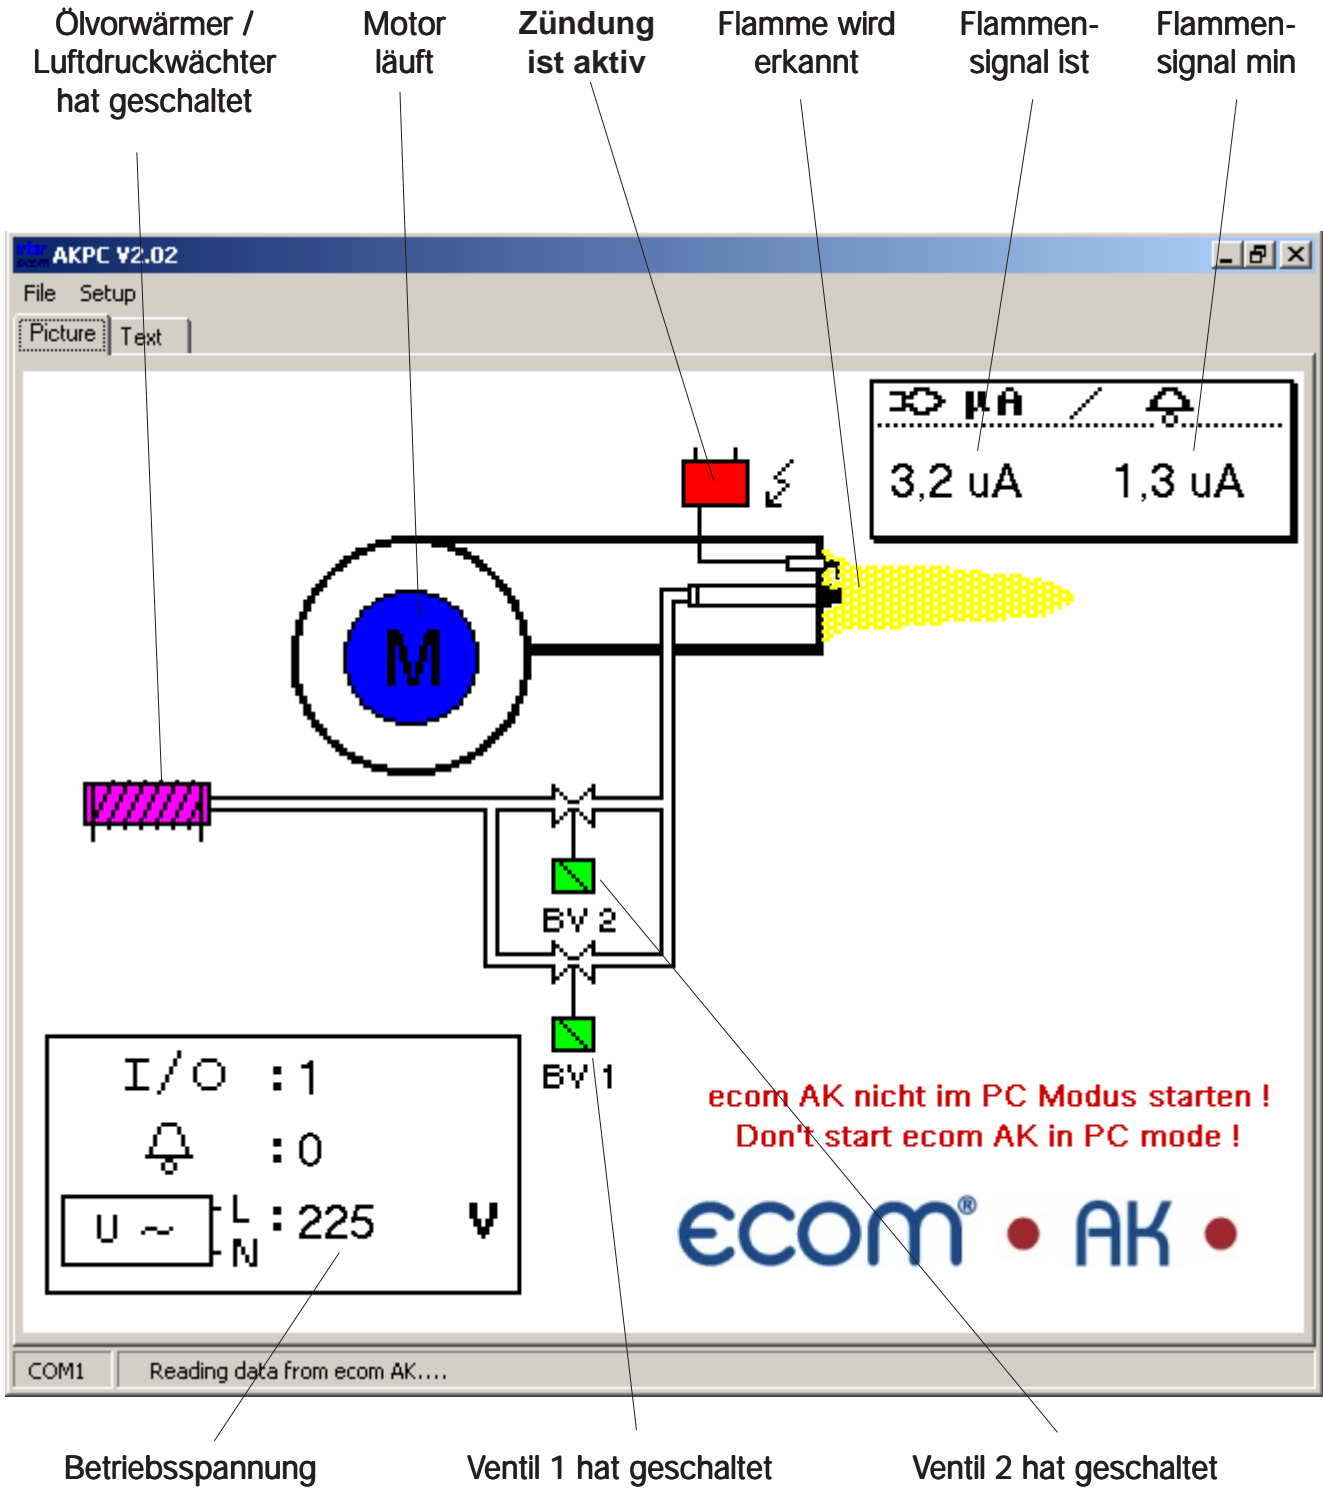 Ölvorwärmer /
Luftdruckwächter
hat geschaltet
Motor
läuft
Zündung
ist aktiv
Flamme wird
erkannt
Flammen-
signal ist
Flammen-
signal min
AKPC V2.02
File Setup
Picture Text
µA /
3,2 uA 1,3 uA
M
BV 2
BV 1
I/O :1
:0
U ~ L N :225 V
ecom AK nicht im PC Modus starten !
Don't start ecom AK in PC mode !
ecom® • AK •
COM1 Reading data from ecom AK....
Betriebsspannung
Ventil 1 hat geschaltet
Ventil 2 hat geschaltet